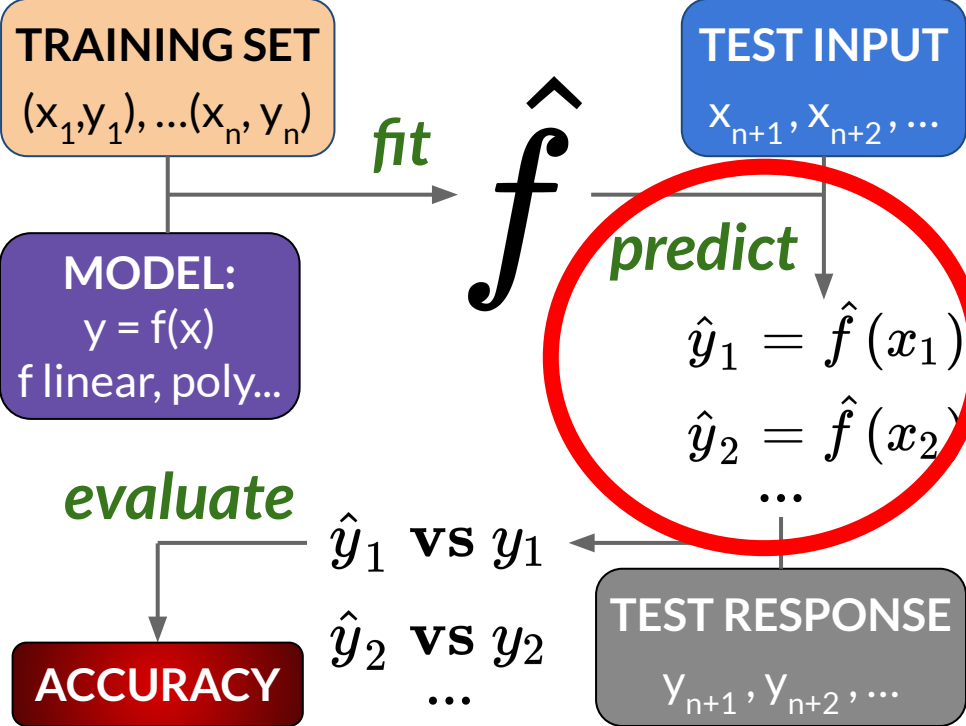 TRAINING SET
(x₁,y₁), ...(xₙ, yₙ)
fit
f̂
TEST INPUT
xₙ₊₁ , xₙ₊₂ , ...
MODEL:
y = f(x)
f linear, poly...
predict
ŷ₁ = f̂ (x₁)
ŷ₂ = f̂ (x₂)
...
evaluate
ŷ₁ vs y₁
ŷ₂ vs y₂
...
TEST RESPONSE
yₙ₊₁ , yₙ₊₂ , ...
ACCURACY